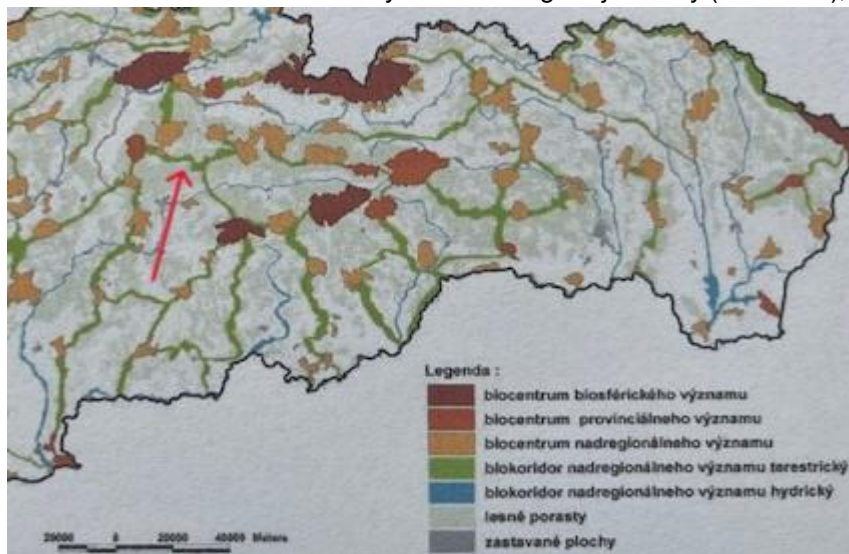 Legenda :
biocentrum biosférického významu
biocentrum provinciálneho významu
biocentrum nadregionálneho významu
biokoridor nadregionálneho významu terestrický
biokoridor nadregionálneho významu hydrický
lesné porasty
zastavané plochy
20000 0 20000 40000 Meters